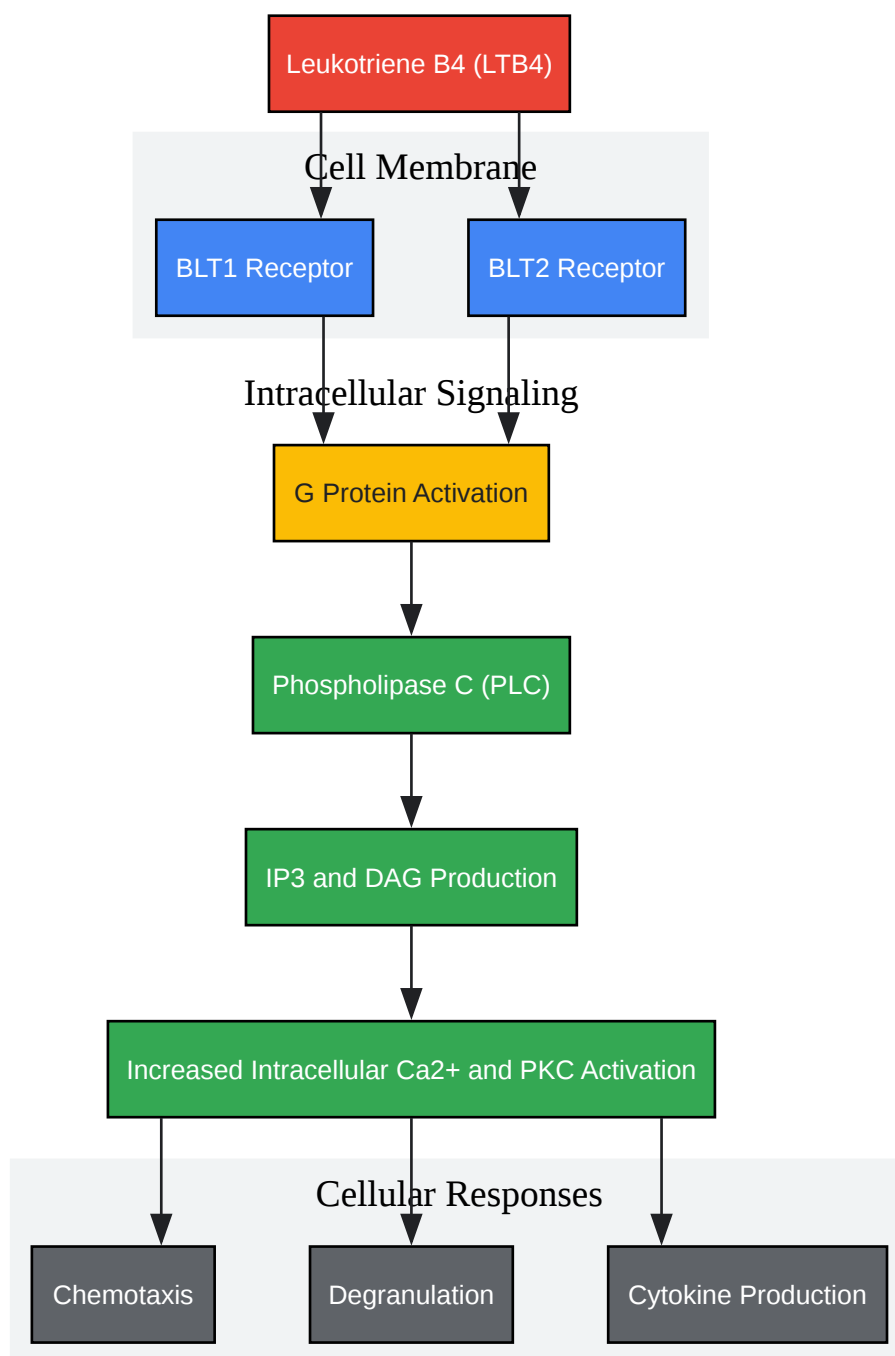 Leukotriene B4 (LTB4)
Cell Membrane
BLT1 Receptor
BLT2 Receptor
Intracellular Signaling
G Protein Activation
Phospholipase C (PLC)
IP3 and DAG Production
Increased Intracellular Ca2+ and PKC Activation
Cellular Responses
Chemotaxis
Degranulation
Cytokine Production